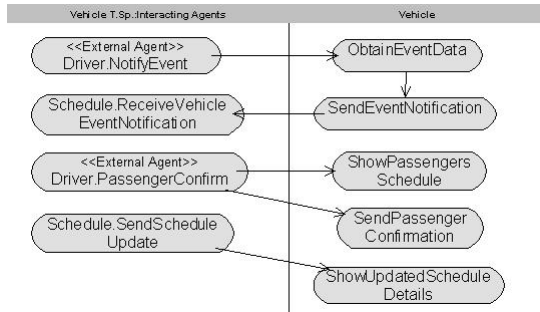 Vehicle T.Sp.:Interacting Agents
Vehicle
<<External Agent>>
Driver.NotifyEvent
ObtainEventData
Schedule.ReceiveVehicle
EventNotification
SendEventNotification
<<External Agent>>
Driver.PassengerConfirm
ShowPassengers
Schedule
Schedule.SendSchedule
Update
SendPassenger
Confirmation
ShowUpdatedSchedule
Details